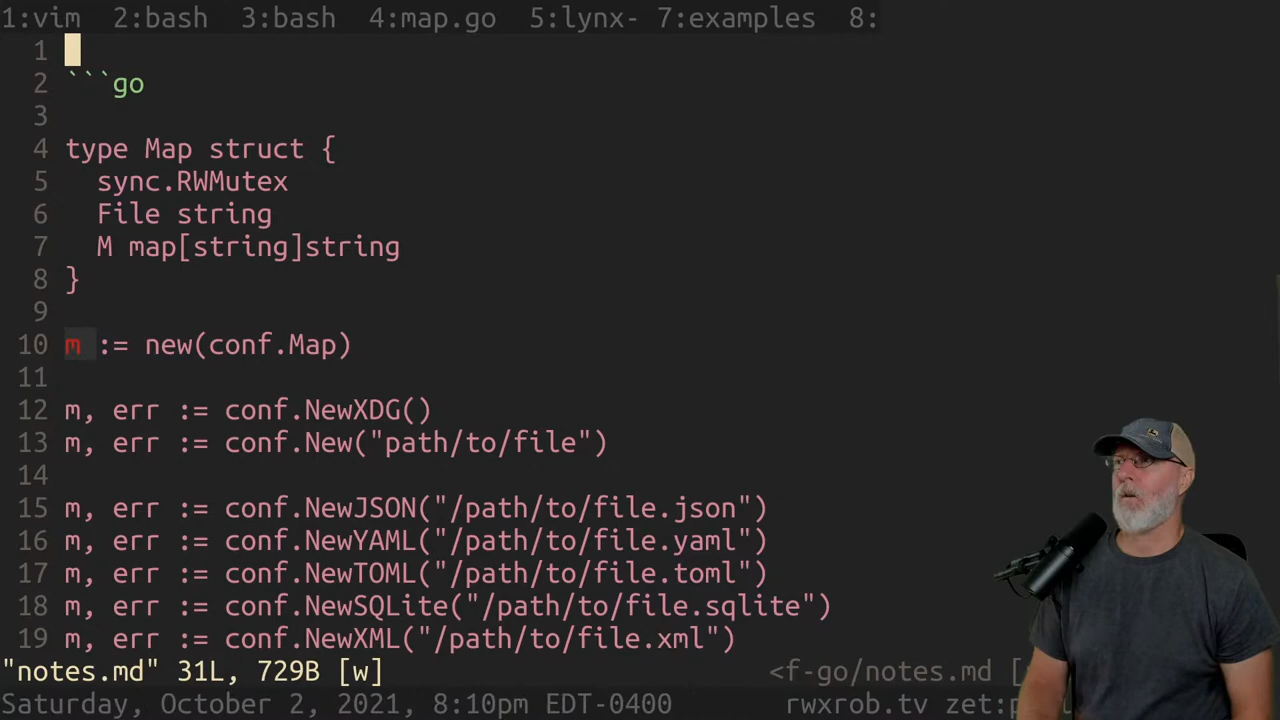 1:vim 2:bash 3:bash 4:map.go 5:lynx- 7:examples 8:
1
2 ```go
3
4 type Map struct {
5 sync.RWMutex
6 File string
7 M map[string]string
8 }
9
10 m := new(conf.Map)
11
12 m, err := conf.NewXDG()
13 m, err := conf.New("path/to/file")
14
15 m, err := conf.NewJSON("/path/to/file.json")
16 m, err := conf.NewYAML("/path/to/file.yaml")
17 m, err := conf.NewTOML("/path/to/file.toml")
18 m, err := conf.NewSQLite("/path/to/file.sqlite")
19 m, err := conf.NewXML("/path/to/file.xml")
"notes.md" 31L, 729B [w] <f-go/notes.md
Saturday, October 2, 2021, 8:10pm EDT-0400 rwxrob.tv